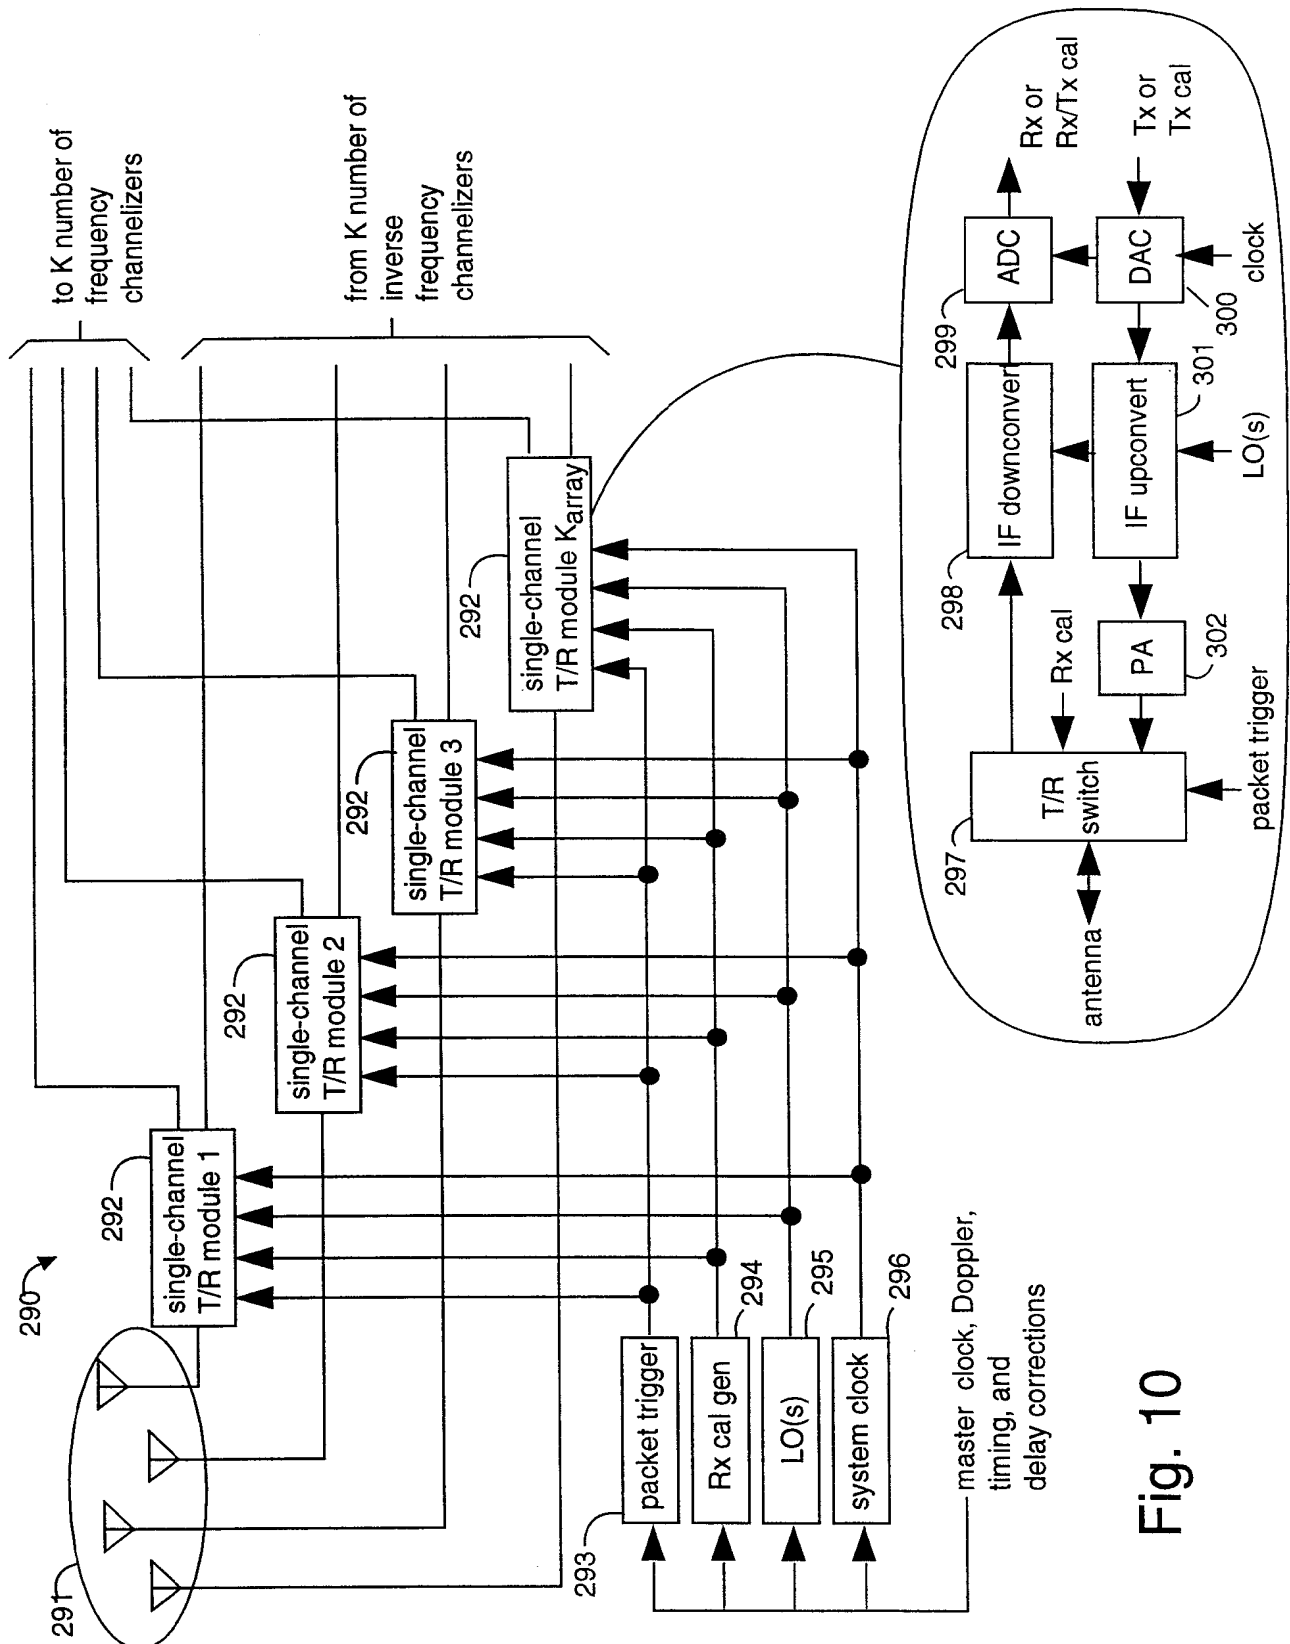 290
291
to K number of
frequency
channelizers
from K number of
inverse
frequency
channelizers
292
single-channel
T/R module 1
292
single-channel
T/R module 2
292
single-channel
T/R module 3
292
single-channel
T/R module Karray
293
packet trigger
Rx cal gen
294
LO(s)
295
system clock
296
master clock, Doppler,
timing, and
delay corrections
antenna
297
T/R
switch
packet trigger
Rx cal
298
IF downconvert
299
ADC
Rx or
Rx/Tx cal
PA
302
IF upconvert
301
LO(s)
DAC
300
clock
Tx or
Tx cal
Fig. 10